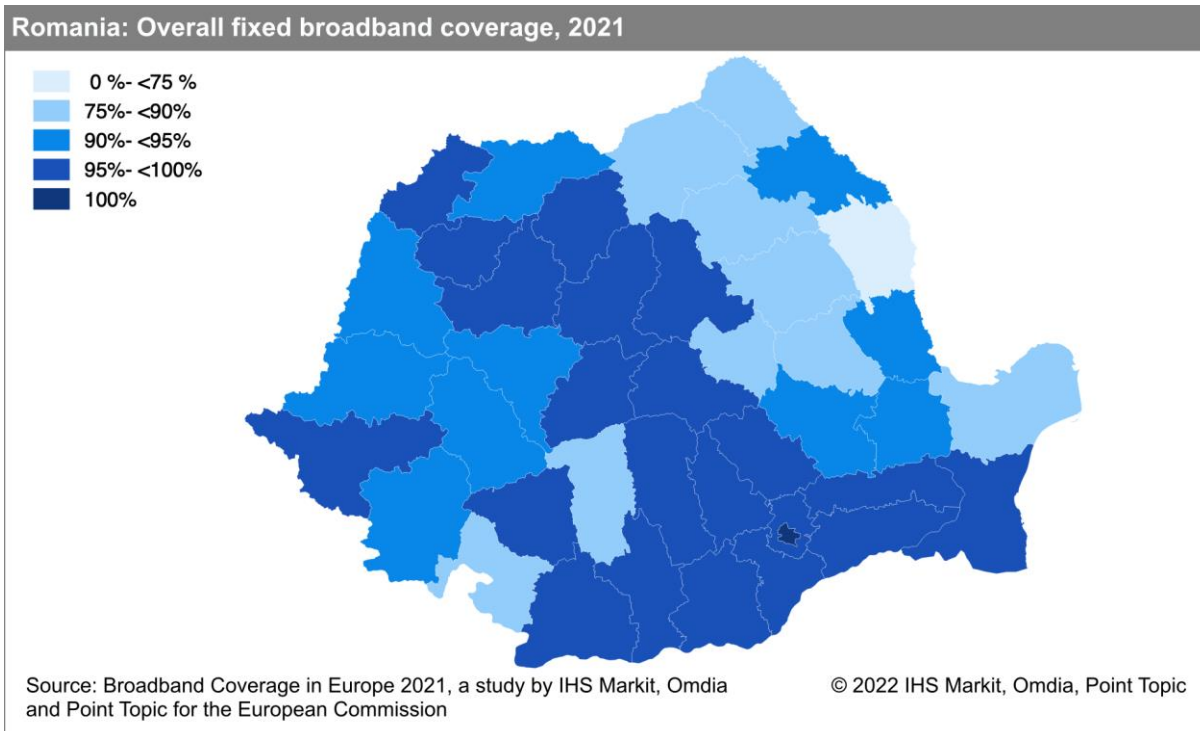 Romania: Overall fixed broadband coverage, 2021
0 %- <75 %
75%- <90%
90%- <95%
95%- <100%
100%
Source: Broadband Coverage in Europe 2021, a study by IHS Markit, Omdia
and Point Topic for the European Commission
© 2022 IHS Markit, Omdia, Point Topic